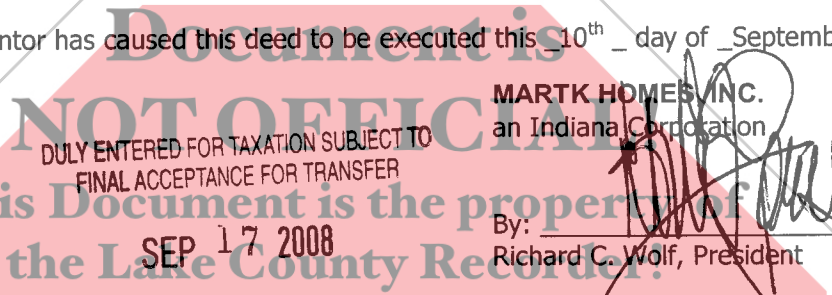 ntor has caused this deed to be executed this _10th _ day of _Septemb
Document is
NOT OFFICIAL!
MARTK HOMES, INC.
an Indiana Corporation
DULY ENTERED FOR TAXATION SUBJECT TO
FINAL ACCEPTANCE FOR TRANSFER
is Document is the property of
SEP 17 2008
By:
the Lake County Recorder!
Richard C. Wolf, President